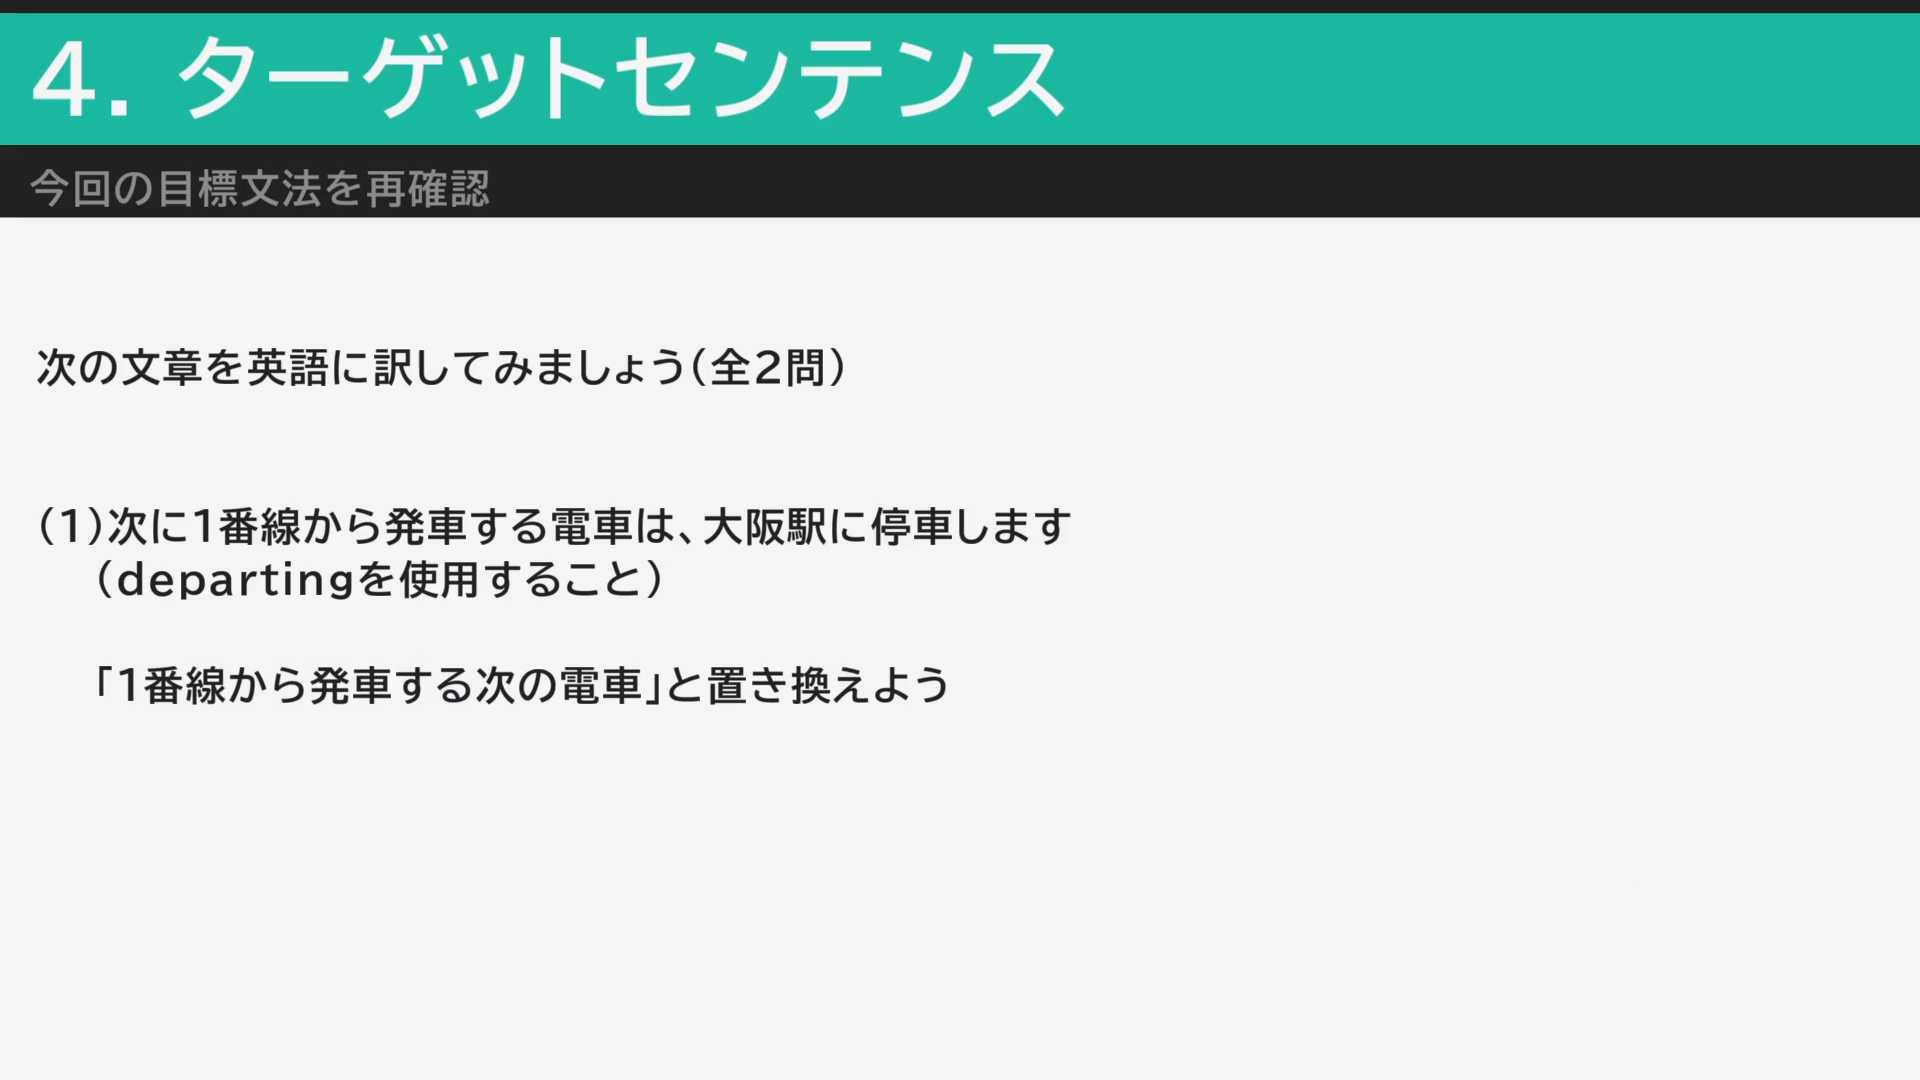 4. ターゲットセンテンス
今回の目標文法を再確認
次の文章を英語に訳してみましょう(全2問)
(1)次に1番線から発車する電車は、大阪駅に停車します
(departingを使用すること)
「1番線から発車する次の電車」と置き換えよう